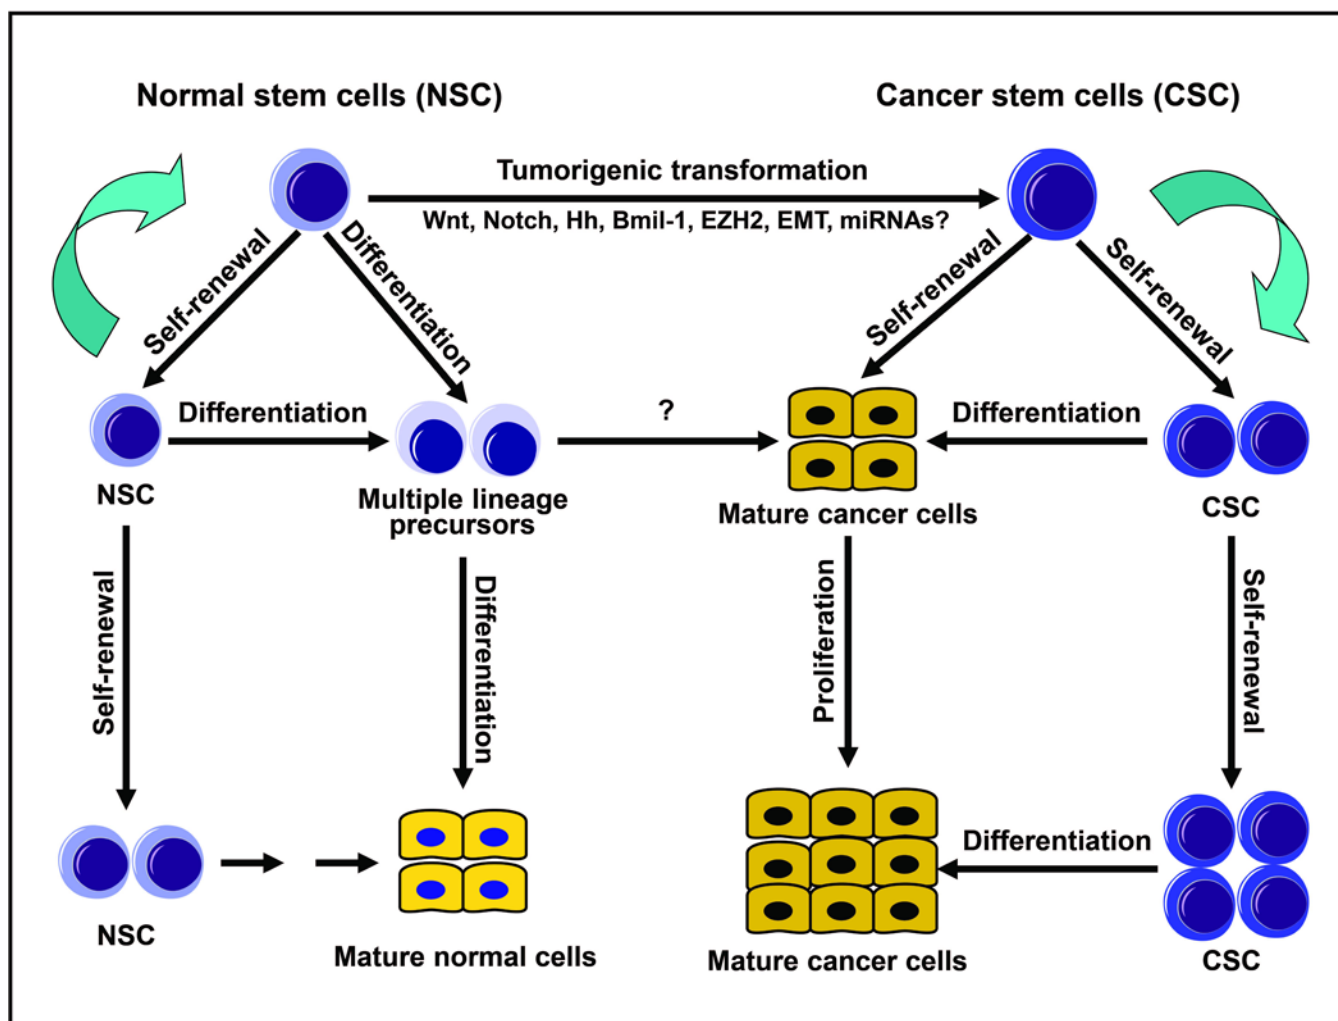 Normal stem cells (NSC)
Cancer stem cells (CSC)
Tumorigenic transformation
Wnt, Notch, Hh, Bmil-1, EZH2, EMT, miRNAs?
Self-renewal
Differentiation
Self-renewal
Self-renewal
Differentiation
?
Differentiation
NSC
Multiple lineage
precursors
Mature cancer cells
CSC
Self-renewal
Differentiation
Proliferation
Self-renewal
Differentiation
NSC
Mature normal cells
Mature cancer cells
CSC